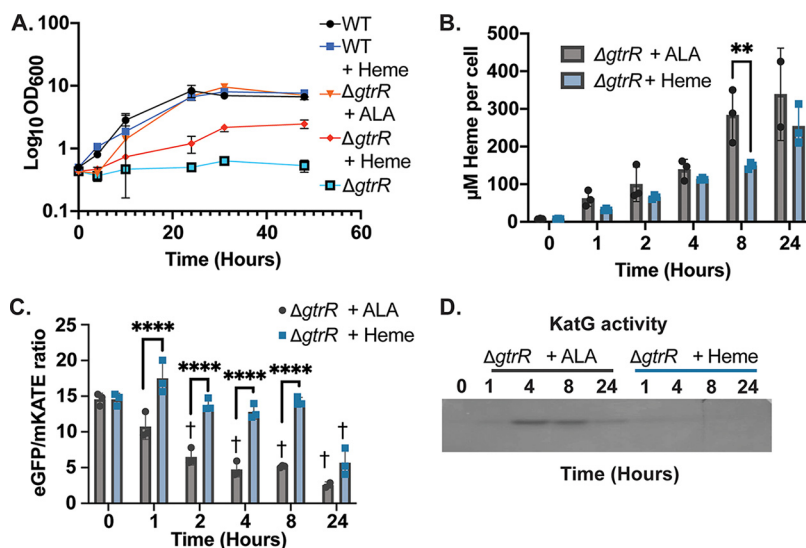 A.
Log10 OD600
100
10
1
0.1
0 20 40 60
Time (Hours)
WT
WT
+ Heme
ΔgtrR
+ ALA
ΔgtrR
+ Heme
ΔgtrR
B.
µM Heme per cell
500
400
300
200
100
0
ΔgtrR + ALA
ΔgtrR + Heme
**
0 1 2 4 8 24
Time (Hours)
C.
eGFP/mKATE ratio
25
20
15
10
5
0
ΔgtrR + ALA
ΔgtrR + Heme
**** **** **** ****
† † † † †
0 1 2 4 8 24
Time (Hours)
D.
KatG activity
ΔgtrR + ALA ΔgtrR + Heme
0 1 4 8 24 1 4 8 24
Time (Hours)